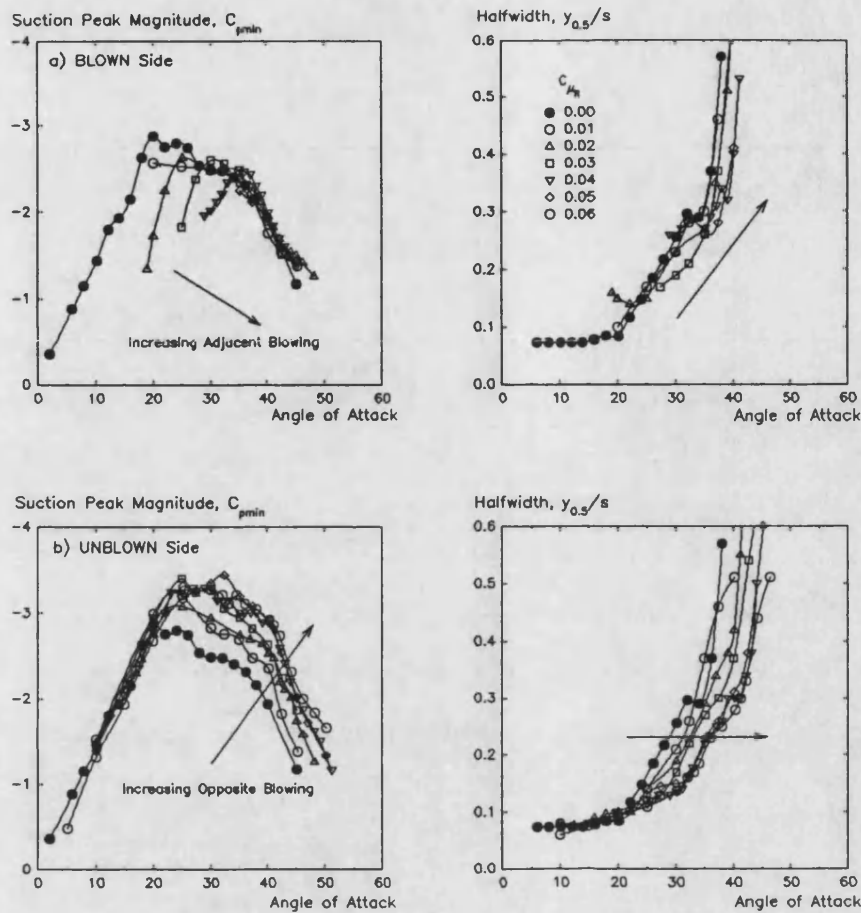 Suction Peak Magnitude, Cpmin
-4
a) BLOWN Side
-3
-2
-1
0
Increasing Adjacent Blowing
0 10 20 30 40 50 60
Angle of Attack
Halfwidth, y0.5/s
0.6
0.5
0.4
0.3
0.2
0.1
0.0
CμR
0.00
0.01
0.02
0.03
0.04
0.05
0.06
0 10 20 30 40 50 60
Angle of Attack
Suction Peak Magnitude, Cpmin
-4
b) UNBLOWN Side
-3
-2
-1
0
Increasing Opposite Blowing
0 10 20 30 40 50 60
Angle of Attack
Halfwidth, y0.5/s
0.6
0.5
0.4
0.3
0.2
0.1
0.0
0 10 20 30 40 50 60
Angle of Attack